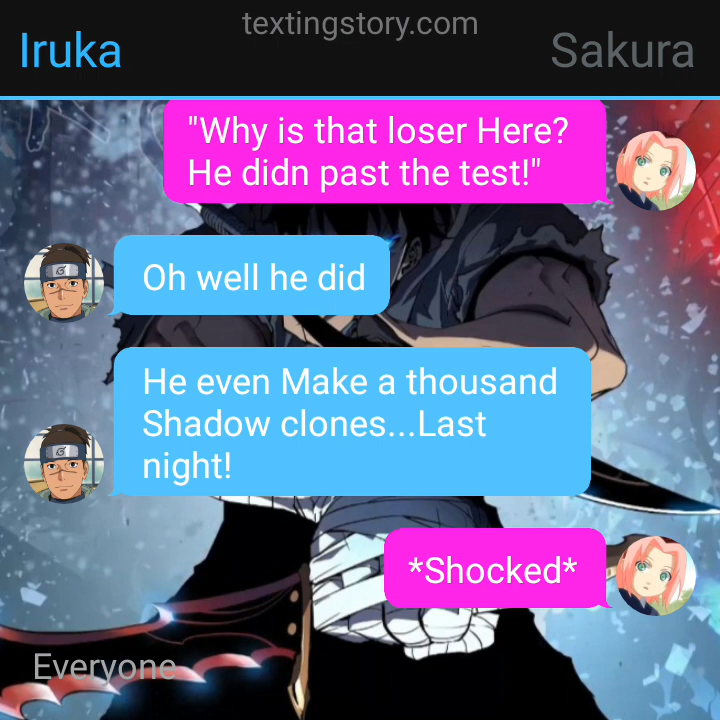 textingstory.com
Iruka
Sakura
"Why is that loser Here?
He didn past the test!"
Oh well he did
He even Make a thousand
Shadow clones...Last
night!
*Shocked*
Everyone